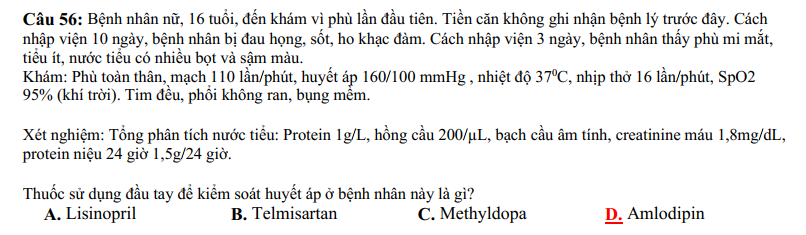 Câu 56: Bệnh nhân nữ, 16 tuổi, đến khám vì phù lần đầu tiên. Tiền căn không ghi nhận bệnh lý trước đây. Cách
nhập viện 10 ngày, bệnh nhân bị đau họng, sốt, ho khạc đàm. Cách nhập viện 3 ngày, bệnh nhân thấy phù mi mắt,
tiểu ít, nước tiểu có nhiều bọt và sậm màu.
Khám: Phù toàn thân, mạch 110 lần/phút, huyết áp 160/100 mmHg , nhiệt độ 37⁰C, nhịp thở 16 lần/phút, SpO2
95% (khí trời). Tim đều, phổi không ran, bụng mềm.
Xét nghiệm: Tổng phân tích nước tiểu: Protein 1g/L, hồng cầu 200/µL, bạch cầu âm tính, creatinine máu 1,8mg/dL,
protein niệu 24 giờ 1,5g/24 giờ.
Thuốc sử dụng đầu tay để kiểm soát huyết áp ở bệnh nhân này là gì?
A. Lisinopril B. Telmisartan C. Methyldopa D. Amlodipin